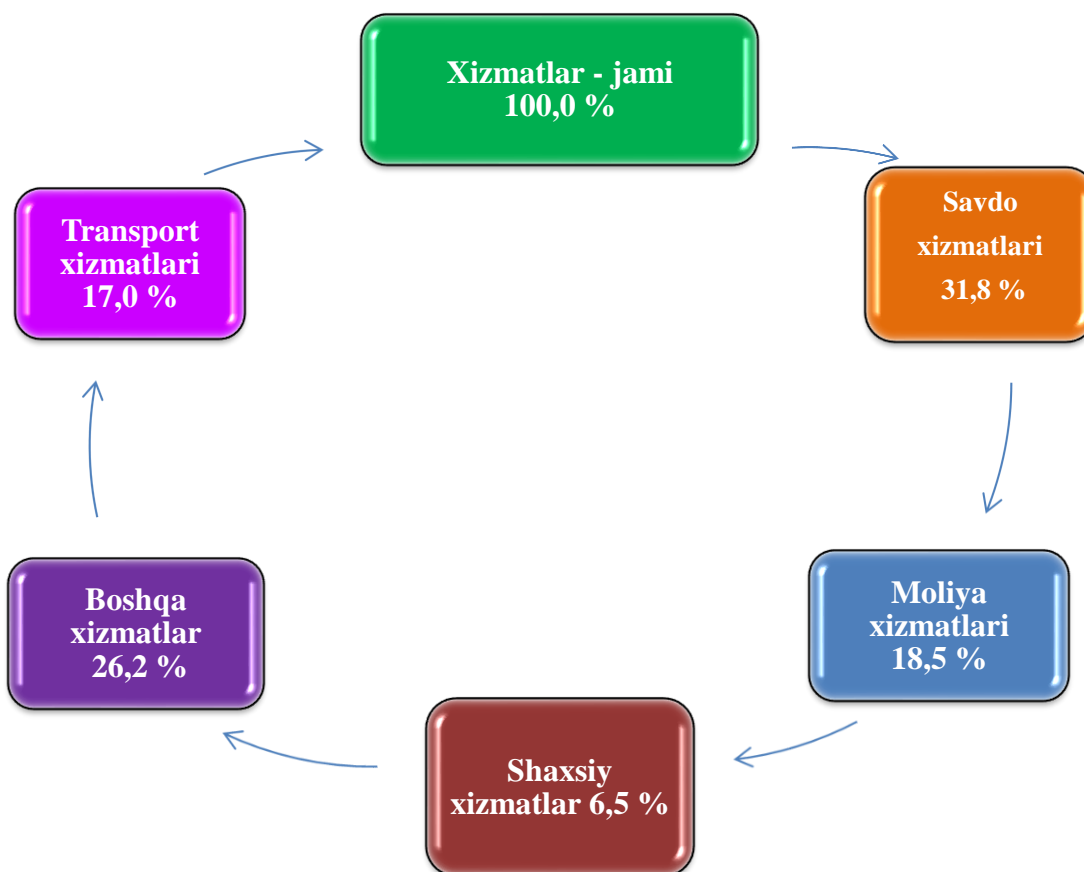 Xizmatlar - jami
100,0 %
Savdo
xizmatlari
31,8 %
Moliya
xizmatlari
18,5 %
Shaxsiy
xizmatlar 6,5 %
Boshqa
xizmatlar
26,2 %
Transport
xizmatlari
17,0 %